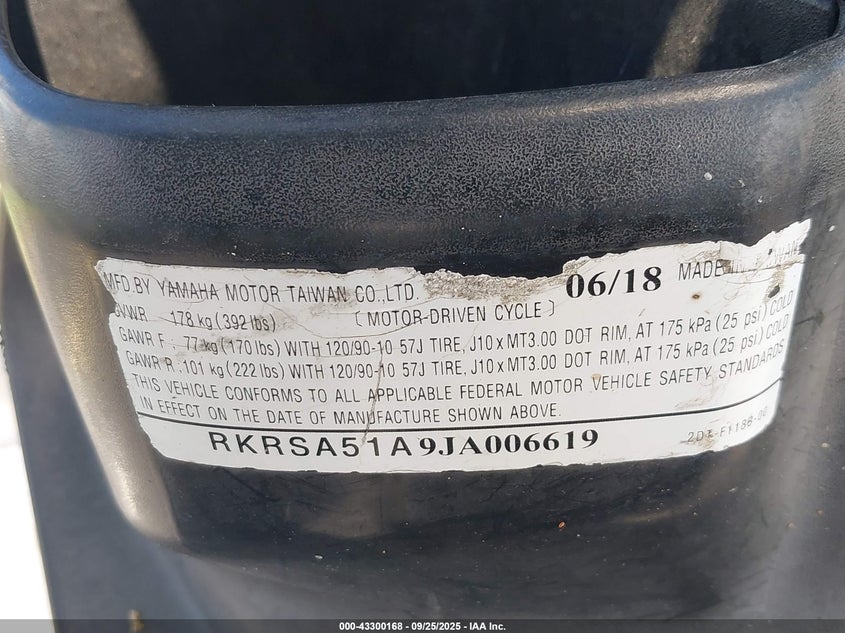 MFD BY YAMAHA MOTOR TAIWAN CO.,LTD. 06/18 MADE
GVWR : 178 kg (392 lbs) ( MOTOR-DRIVEN CYCLE )
GAWR F : 77 kg (170 lbs) WITH 120/90-10 57J TIRE, J10 x MT3.00 DOT RIM, AT 175 kPa (25 psi) COLD
GAWR R : 101 kg (222 lbs) WITH 120/90-10 57J TIRE, J10 x MT3.00 DOT RIM, AT 175 kPa (25 psi) COLD
THIS VEHICLE CONFORMS TO ALL APPLICABLE FEDERAL MOTOR VEHICLE SAFETY STANDARDS
IN EFFECT ON THE DATE OF MANUFACTURE SHOWN ABOVE.
RKRSA51A9JA006619
000-43300168 - 09/25/2025 - IAA Inc.